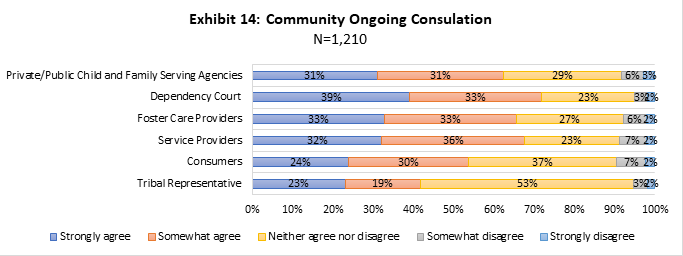 Exhibit 14: Community Ongoing Consulation
N=1,210
Private/Public Child and Family Serving Agencies 31% 31% 29% 6% 3%
Dependency Court 39% 33% 23% 3% 2%
Foster Care Providers 33% 33% 27% 6% 2%
Service Providers 32% 36% 23% 7% 2%
Consumers 24% 30% 37% 7% 2%
Tribal Representative 23% 19% 53% 3% 2%
0% 10% 20% 30% 40% 50% 60% 70% 80% 90% 100%
Strongly agree Somewhat agree Neither agree nor disagree Somewhat disagree Strongly disagree